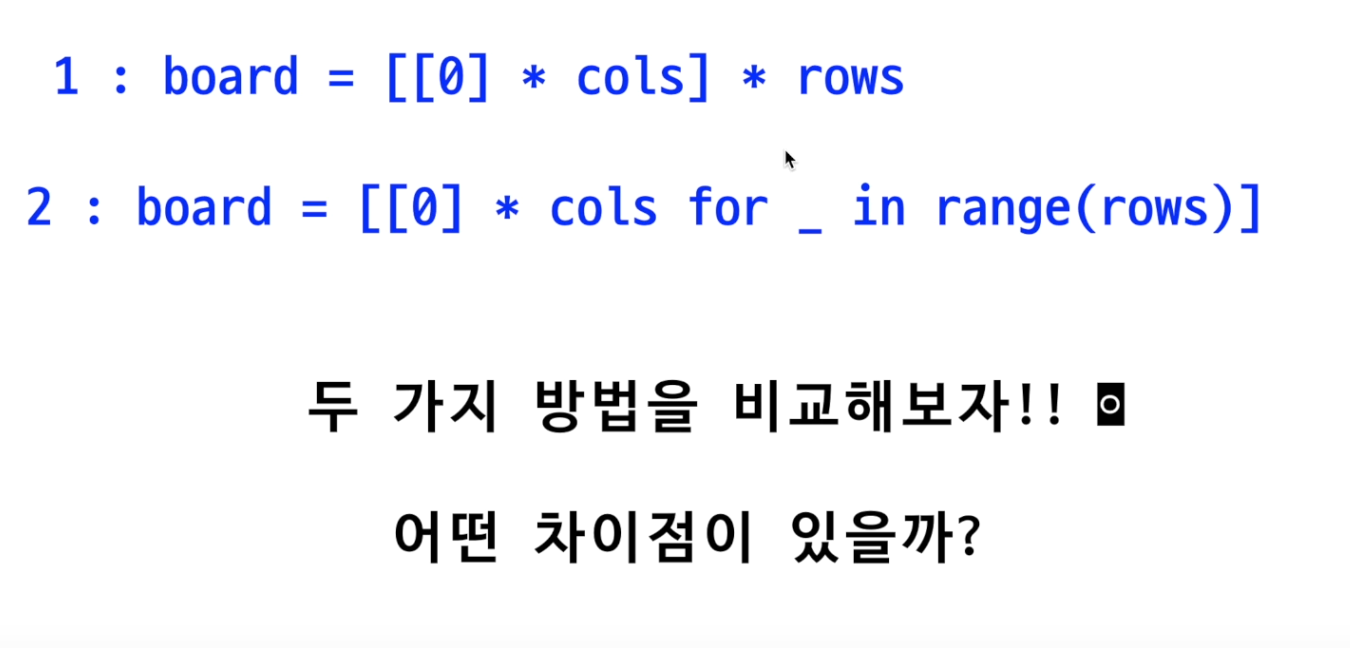 1 : board = [[0] * cols] * rows
2 : board = [[0] * cols for _ in range(rows)]
두 가지 방법을 비교해보자!!
어떤 차이점이 있을까?